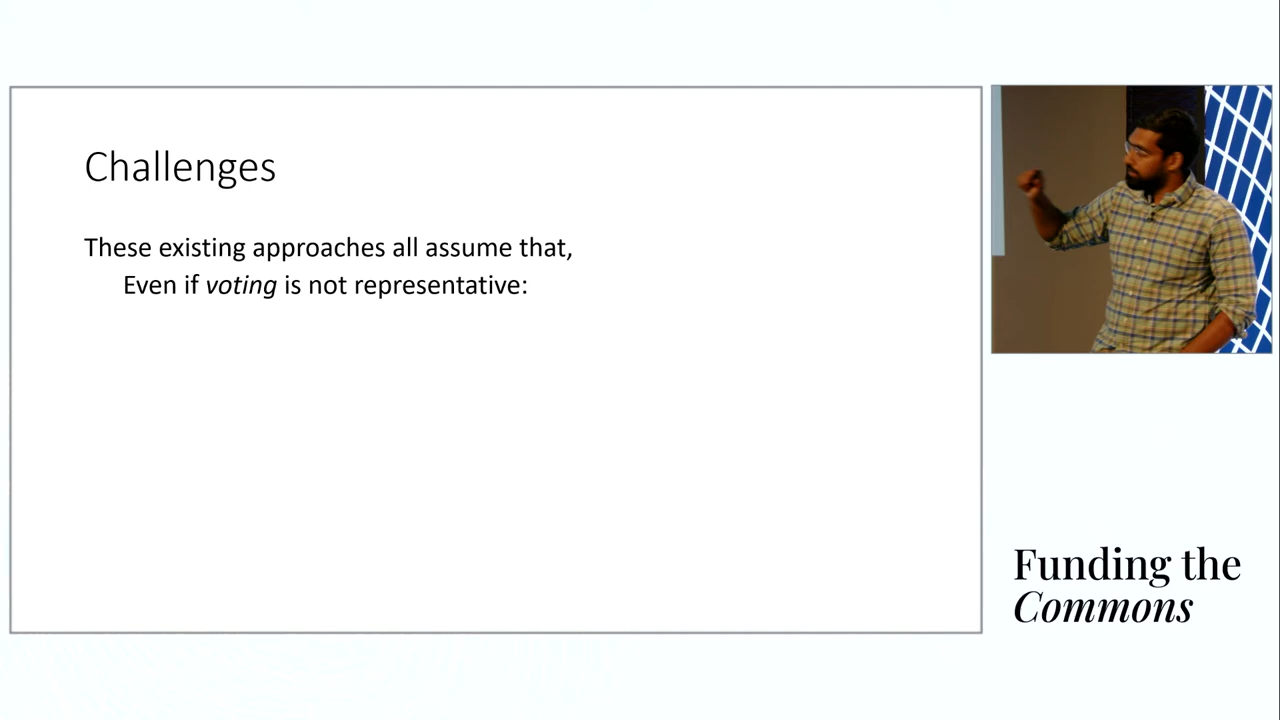 Challenges
These existing approaches all assume that,
Even if voting is not representative:
Funding the
Commons